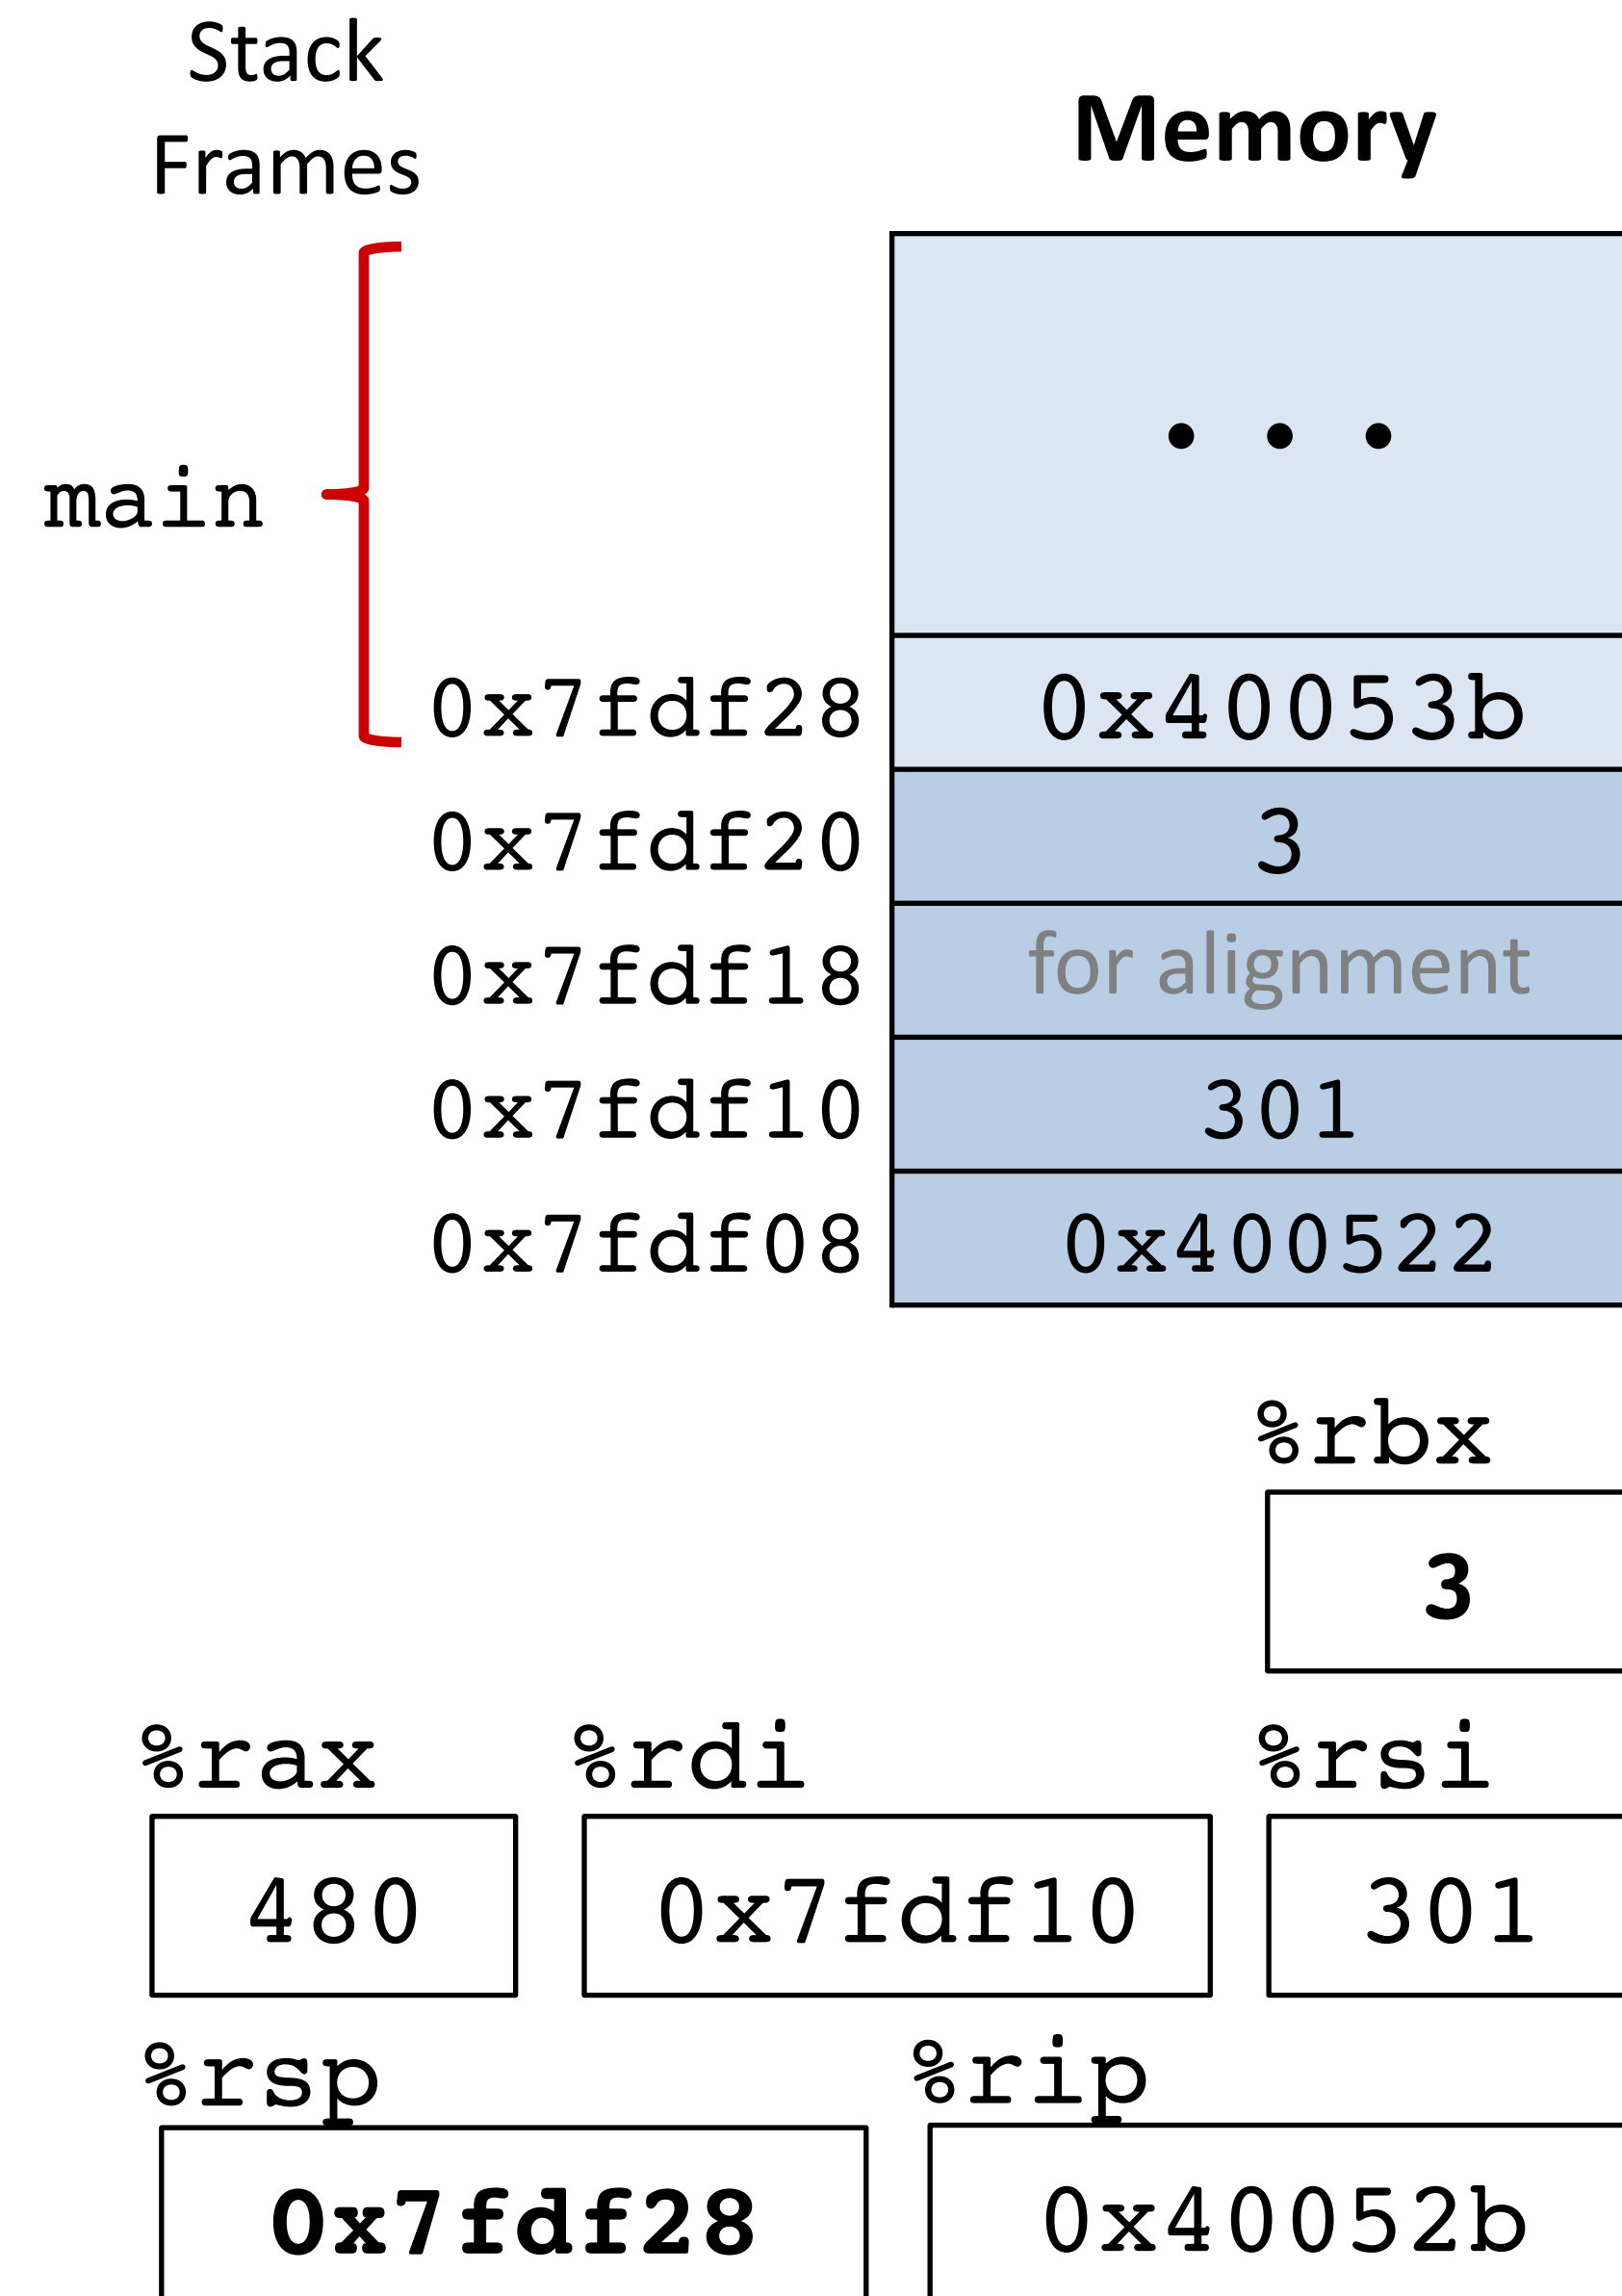 Stack
Frames
Memory
main
• • •
0x7fdf28 0x40053b
0x7fdf20 3
0x7fdf18 for alignment
0x7fdf10 301
0x7fdf08 0x400522
%rbx
3
%rax %rdi %rsi
480 0x7fdf10 301
%rsp %rip
0x7fdf28 0x40052b